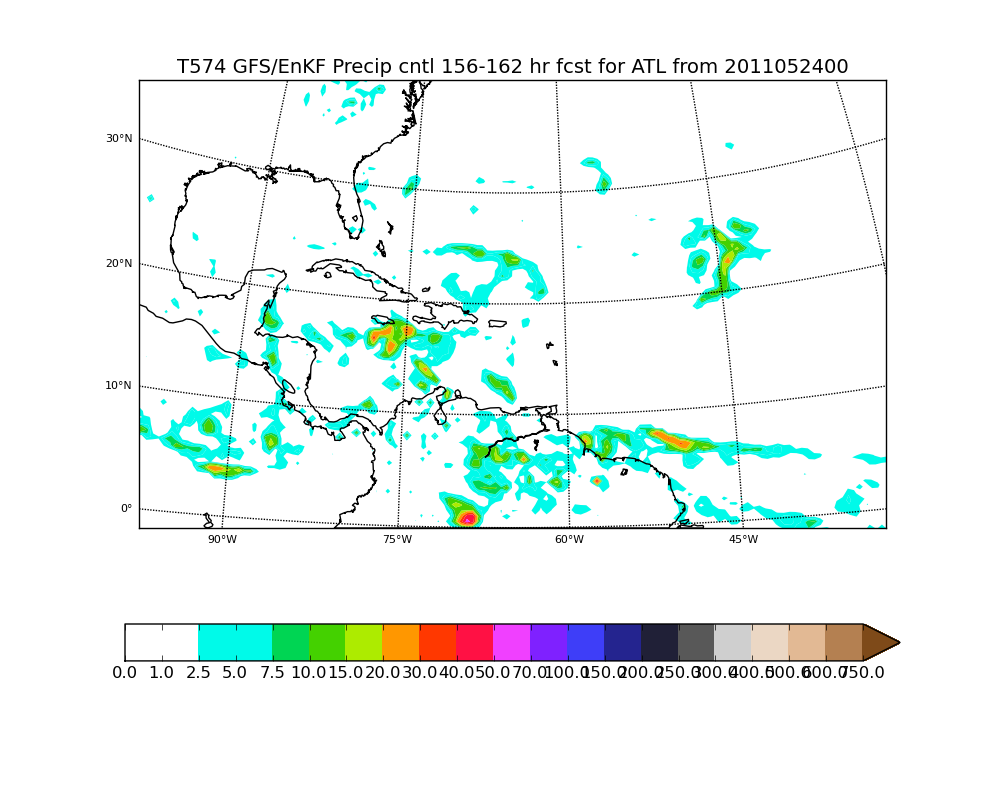 T574 GFS/EnKF Precip cntl 156-162 hr fcst for ATL from 2011052400
30°N
20°N
10°N
0°
90°W 75°W 60°W 45°W
0.0 1.0 2.5 5.0 7.5 10.0 15.0 20.0 30.0 40.0 50.0 70.0 100.0 150.0 200.0 250.0 300.0 400.0 500.0 600.0 750.0